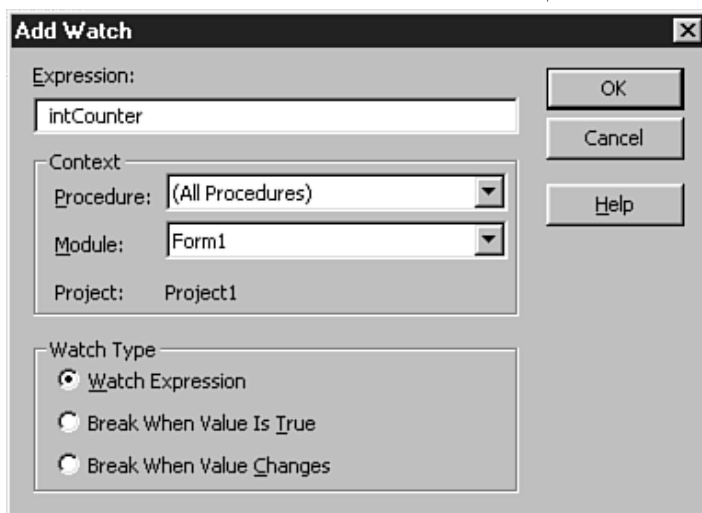 Add Watch
Expression:
intCounter
OK
Cancel
Help
Context
Procedure: (All Procedures)
Module: Form1
Project: Project1
Watch Type
Watch Expression
Break When Value Is True
Break When Value Changes